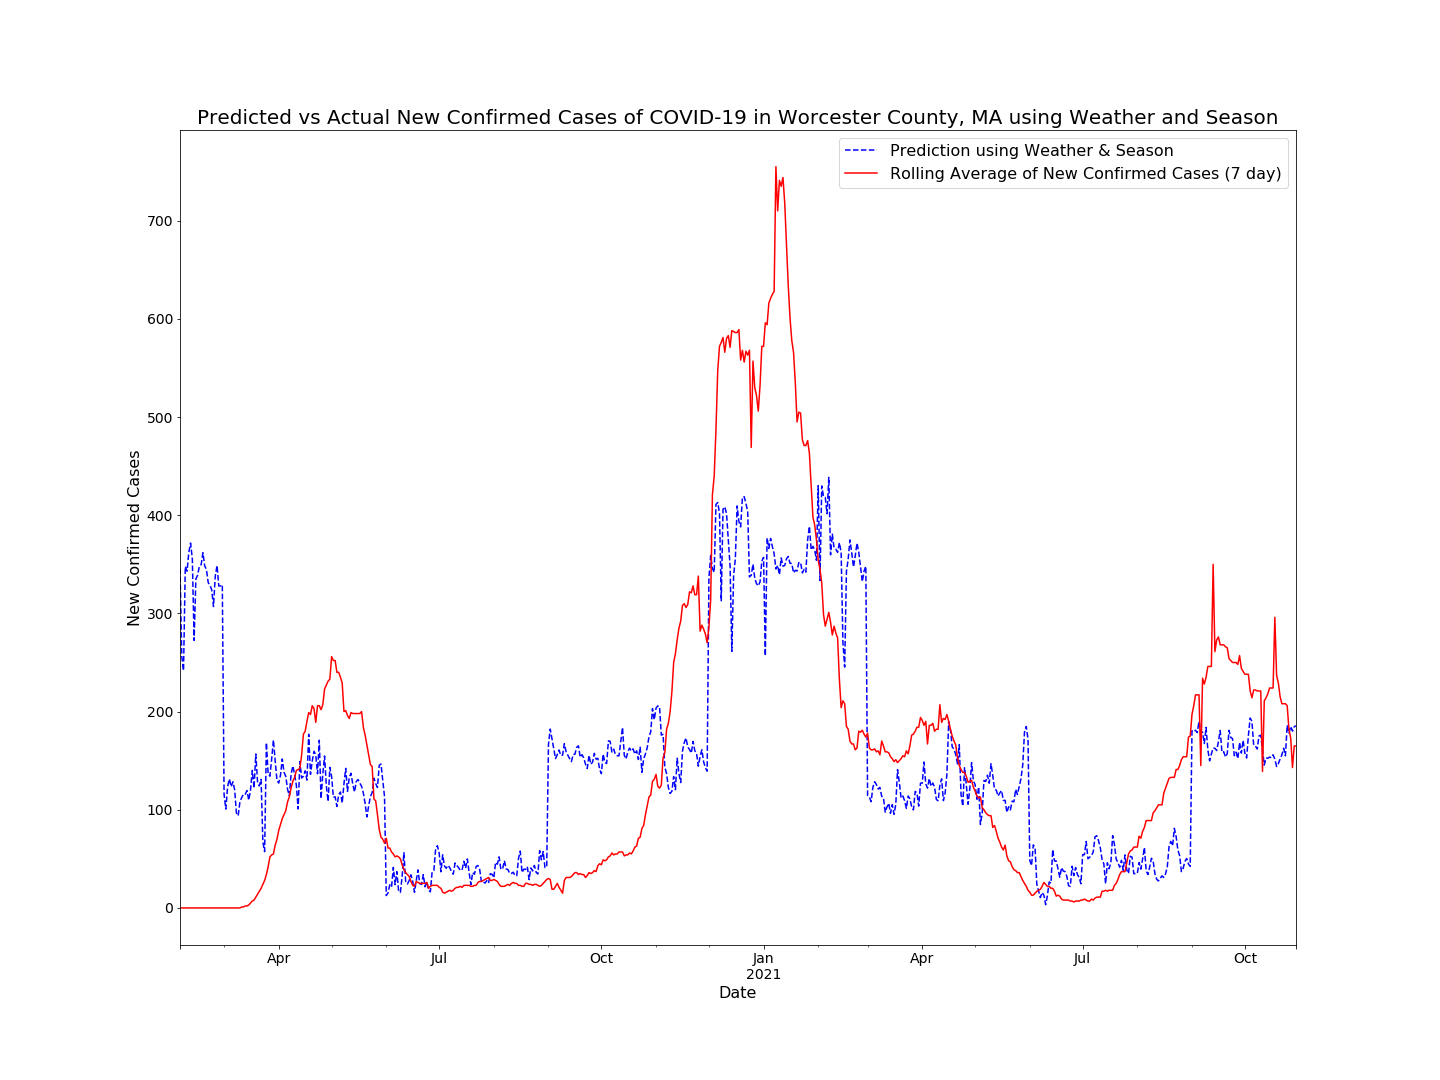 Predicted vs Actual New Confirmed Cases of COVID-19 in Worcester County, MA using Weather and Season
Prediction using Weather & Season
Rolling Average of New Confirmed Cases (7 day)
700
600
500
400
300
200
100
0
New Confirmed Cases
Apr
Jul
Oct
Jan
2021
Apr
Jul
Oct
Date